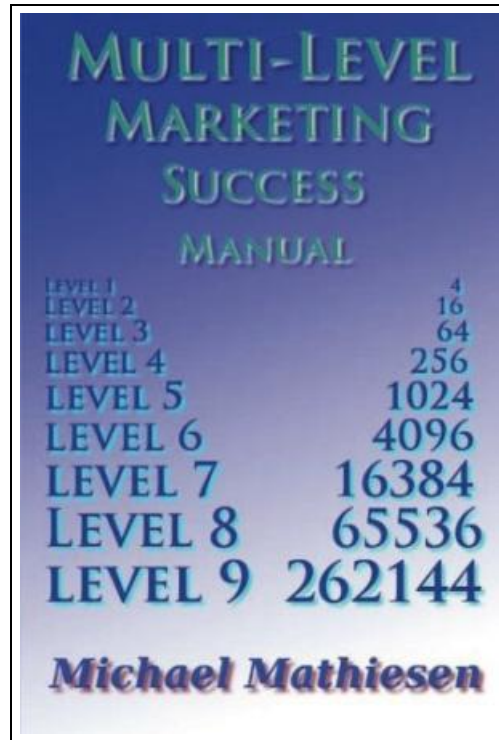 MULTI-LEVEL
MARKETING
SUCCESS
MANUAL
LEVEL 1 4
LEVEL 2 16
LEVEL 3 64
LEVEL 4 256
LEVEL 5 1024
LEVEL 6 4096
LEVEL 7 16384
LEVEL 8 65536
LEVEL 9 262144
Michael Mathiesen